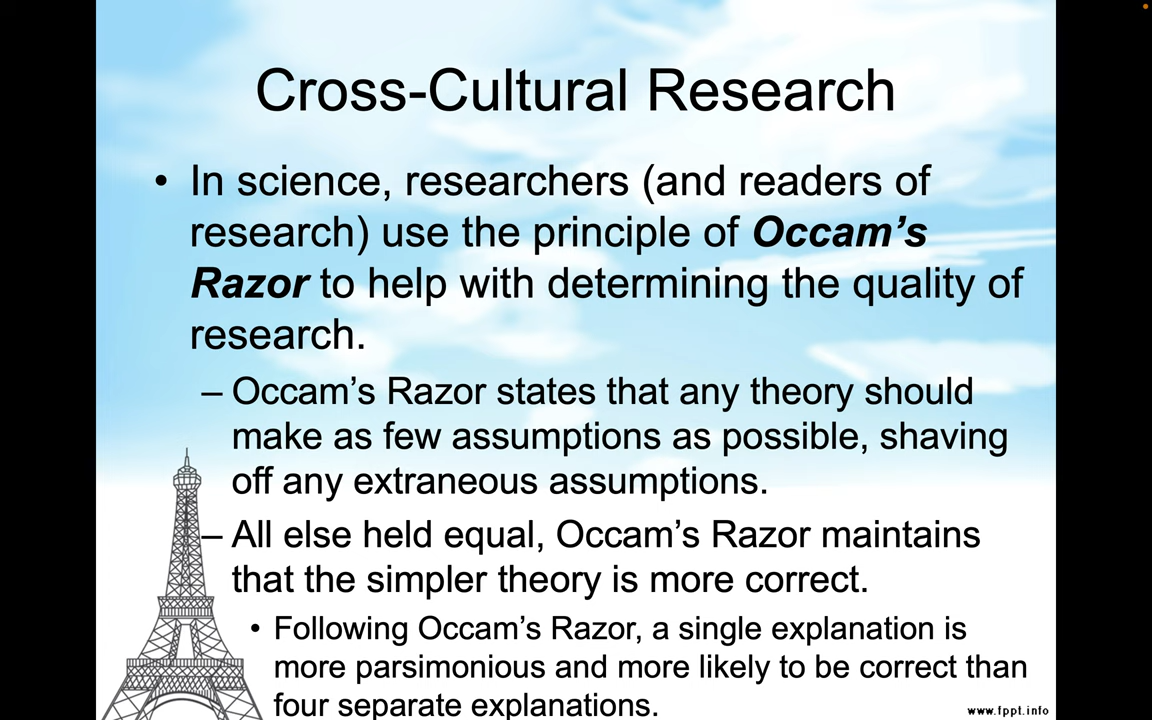 Cross-Cultural Research
• In science, researchers (and readers of
research) use the principle of Occam’s
Razor to help with determining the quality of
research.
– Occam’s Razor states that any theory should
make as few assumptions as possible, shaving
off any extraneous assumptions.
– All else held equal, Occam’s Razor maintains
that the simpler theory is more correct.
• Following Occam’s Razor, a single explanation is
more parsimonious and more likely to be correct than
four separate explanations.
www.fppt.info